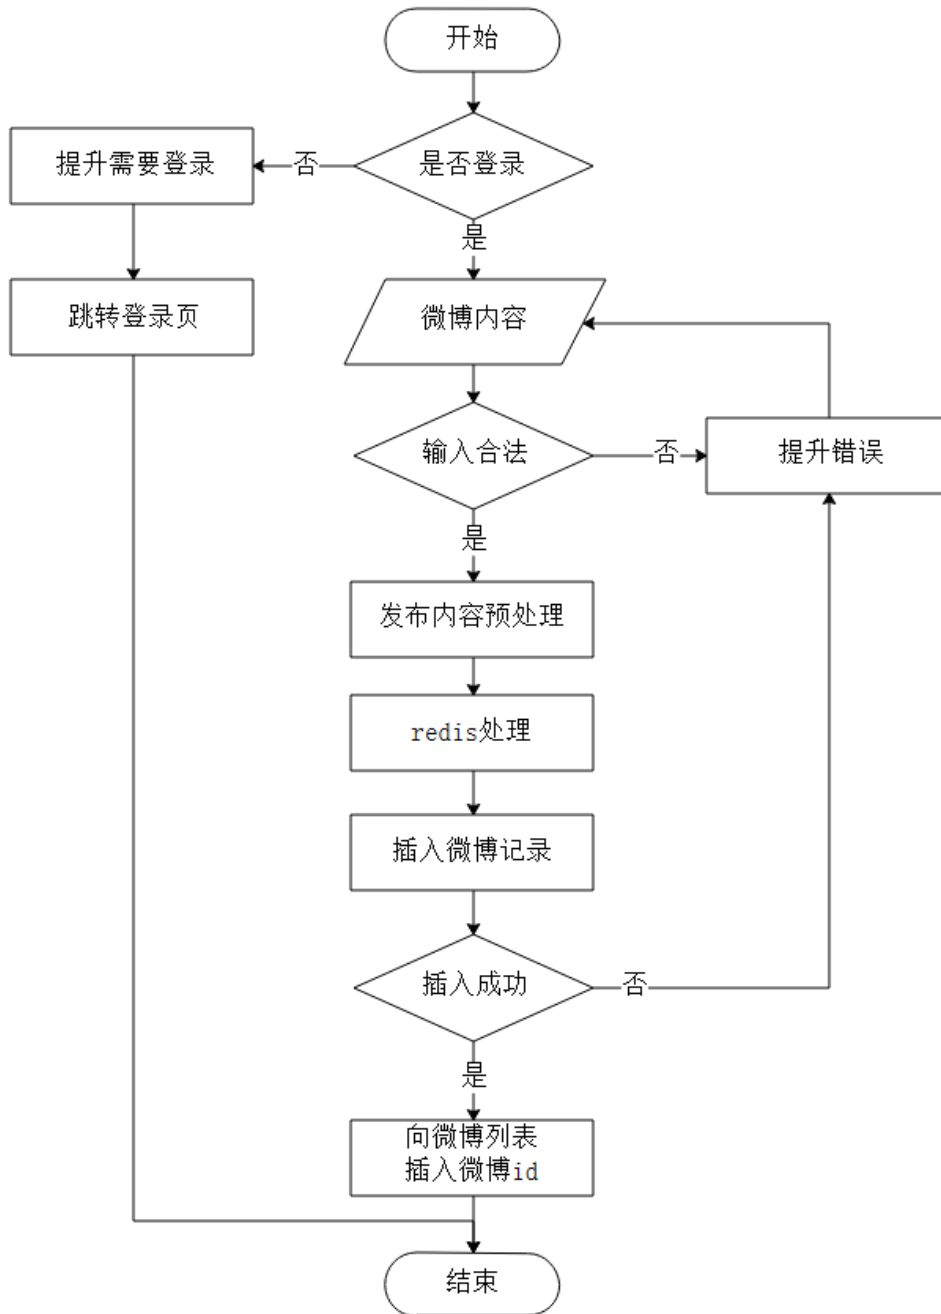 开始
是否登录
否
提升需要登录
是
跳转登录页
微博内容
输入合法
否
提升错误
是
发布内容预处理
redis处理
插入微博记录
插入成功
否
是
向微博列表
插入微博id
结束